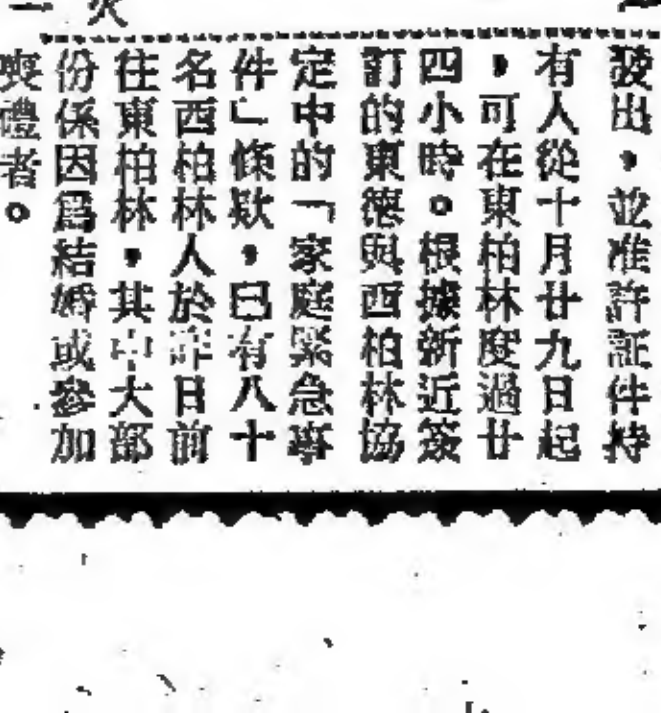 發出，並准許証件持
有人從十月廿九日起
，可在東柏林度過廿
四小時。根據新近簽
訂的東德與西柏林協
定中的「家庭緊急事
件」條欵，已有八十
名西柏林人於昨日前
往東柏林，其中大部
份係因爲結婚或參加
喪禮者。